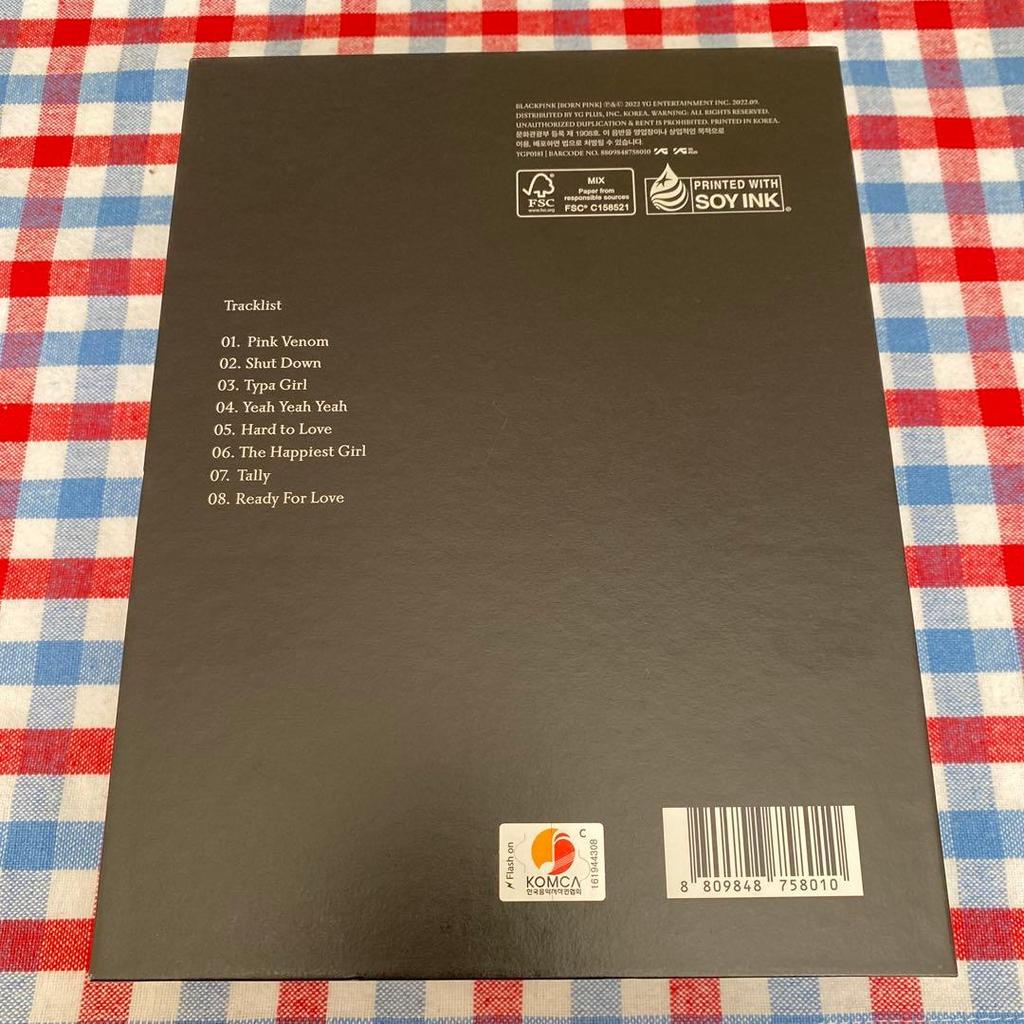 BLACKPINK [BORN PINK] ℗&© 2022 YG ENTERTAINMENT INC. 2022.09.
DISTRIBUTED BY YG PLUS, INC. KOREA. WARNING: ALL RIGHTS RESERVED.
UNAUTHORIZED DUPLICATION & RENT IS PROHIBITED. PRINTED IN KOREA.
문화관광부 등록 제 1908호. 이 음반을 영업장이나 상업적인 목적으로
이용, 배포하면 법으로 처벌될 수 있습니다.
YGP0181 | BARCODE NO. 8809848758010 YG YG PLUS
FSC
www.fsc.org
MIX
Paper from
responsible sources
FSC® C158521
PRINTED WITH
SOY INK
Tracklist
01. Pink Venom
02. Shut Down
03. Typa Girl
04. Yeah Yeah Yeah
05. Hard to Love
06. The Happiest Girl
07. Tally
08. Ready For Love
Flash on
C
KOMCA
한국음악저작권협회
161944308
8 809848 758010